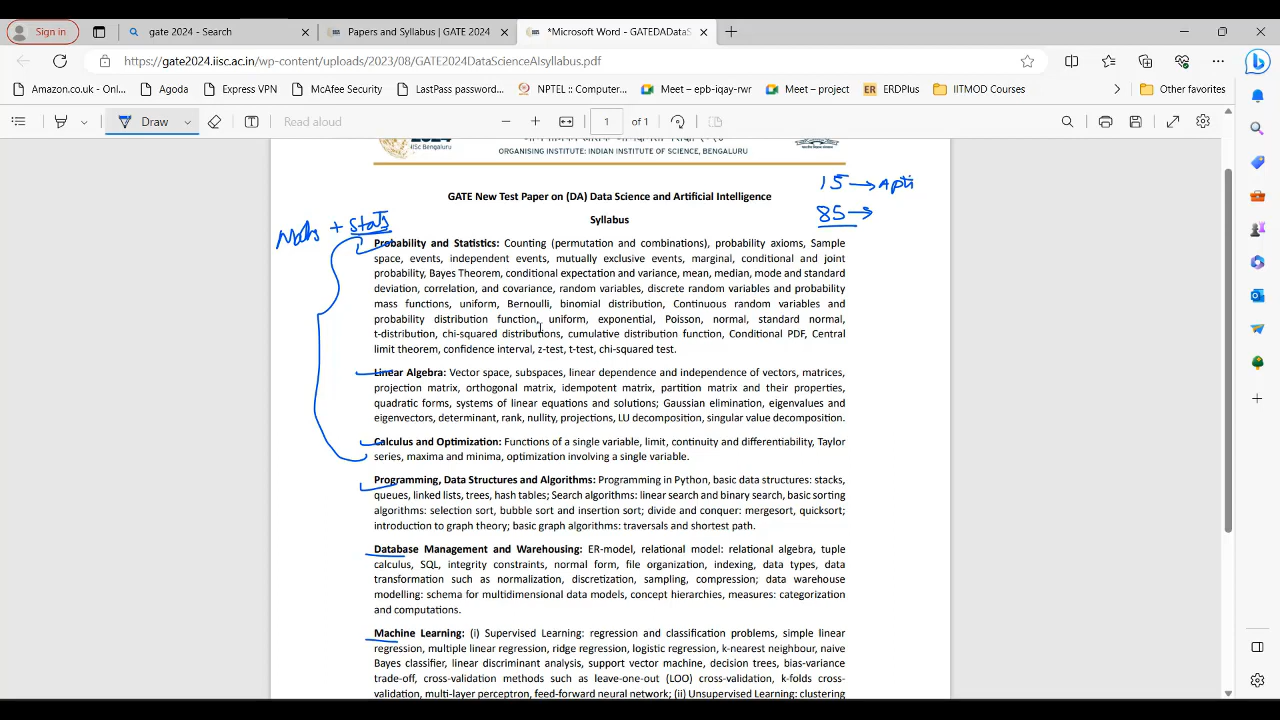 Sign in
gate 2024 - Search
Papers and Syllabus | GATE 2024
*Microsoft Word - GATEDADataS
https://gate2024.iisc.ac.in/wp-content/uploads/2023/08/GATE2024DataScienceAIsyllabus.pdf
Amazon.co.uk - Onl...
Agoda
Express VPN
McAfee Security
LastPass password...
NPTEL :: Computer...
Meet – epb-iqay-rwr
Meet – project
ER ERDPlus
IITMOD Courses
Other favorites
Draw
Read aloud
1
of 1
IISc Bengaluru
ORGANISING INSTITUTE: INDIAN INSTITUTE OF SCIENCE, BENGALURU
15 → Apti
GATE New Test Paper on (DA) Data Science and Artificial Intelligence
85 →
Syllabus
Maths + Stats
Probability and Statistics: Counting (permutation and combinations), probability axioms, Sample
space, events, independent events, mutually exclusive events, marginal, conditional and joint
probability, Bayes Theorem, conditional expectation and variance, mean, median, mode and standard
deviation, correlation, and covariance, random variables, discrete random variables and probability
mass functions, uniform, Bernoulli, binomial distribution, Continuous random variables and
probability distribution function, uniform, exponential, Poisson, normal, standard normal,
t-distribution, chi-squared distributions, cumulative distribution function, Conditional PDF, Central
limit theorem, confidence interval, z-test, t-test, chi-squared test.
Linear Algebra: Vector space, subspaces, linear dependence and independence of vectors, matrices,
projection matrix, orthogonal matrix, idempotent matrix, partition matrix and their properties,
quadratic forms, systems of linear equations and solutions; Gaussian elimination, eigenvalues and
eigenvectors, determinant, rank, nullity, projections, LU decomposition, singular value decomposition.
Calculus and Optimization: Functions of a single variable, limit, continuity and differentiability, Taylor
series, maxima and minima, optimization involving a single variable.
Programming, Data Structures and Algorithms: Programming in Python, basic data structures: stacks,
queues, linked lists, trees, hash tables; Search algorithms: linear search and binary search, basic sorting
algorithms: selection sort, bubble sort and insertion sort; divide and conquer: mergesort, quicksort;
introduction to graph theory; basic graph algorithms: traversals and shortest path.
Database Management and Warehousing: ER-model, relational model: relational algebra, tuple
calculus, SQL, integrity constraints, normal form, file organization, indexing, data types, data
transformation such as normalization, discretization, sampling, compression; data warehouse
modelling: schema for multidimensional data models, concept hierarchies, measures: categorization
and computations.
Machine Learning: (i) Supervised Learning: regression and classification problems, simple linear
regression, multiple linear regression, ridge regression, logistic regression, k-nearest neighbour, naive
Bayes classifier, linear discriminant analysis, support vector machine, decision trees, bias-variance
trade-off, cross-validation methods such as leave-one-out (LOO) cross-validation, k-folds cross-
validation, multi-layer perceptron, feed-forward neural network; (ii) Unsupervised Learning: clustering